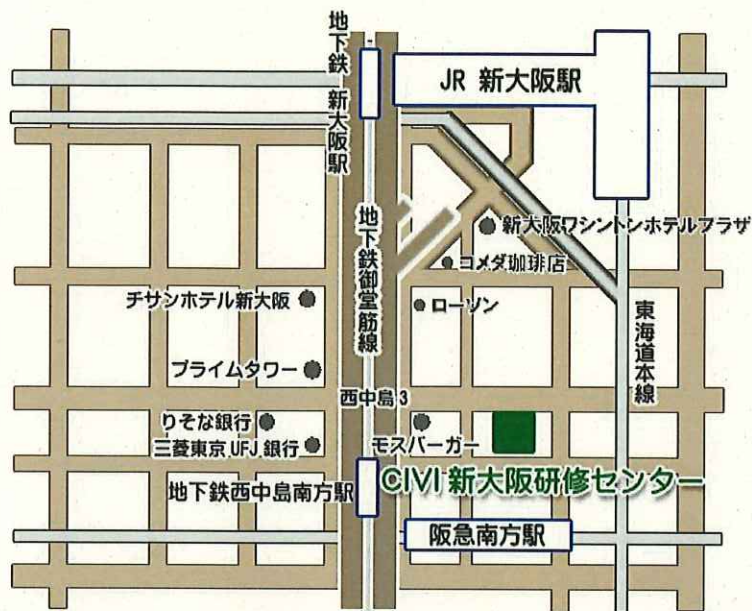 地下鉄 新大阪駅
JR 新大阪駅
地下鉄御堂筋線
新大阪ワシントンホテルプラザ
コメダ珈琲店
チサンホテル新大阪
ローソン
東海道本線
プライムタワー
西中島3
りそな銀行
モスバーガー
三菱東京UFJ銀行
CIVI 新大阪研修センター
地下鉄西中島南方駅
阪急南方駅